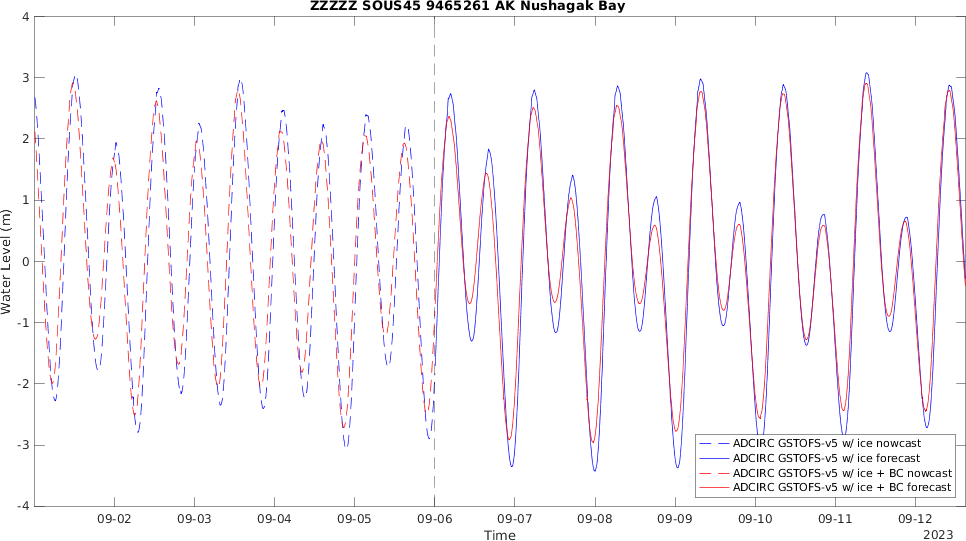 ZZZZZ SOUS45 9465261 AK Nushagak Bay
4
3
2
1
0
-1
-2
-3
-4
Water Level (m)
ADCIRC GSTOFS-v5 w/ ice nowcast
ADCIRC GSTOFS-v5 w/ ice forecast
ADCIRC GSTOFS-v5 w/ ice + BC nowcast
ADCIRC GSTOFS-v5 w/ ice + BC forecast
09-02 09-03 09-04 09-05 09-06 09-07 09-08 09-09 09-10 09-11 09-12
Time
2023